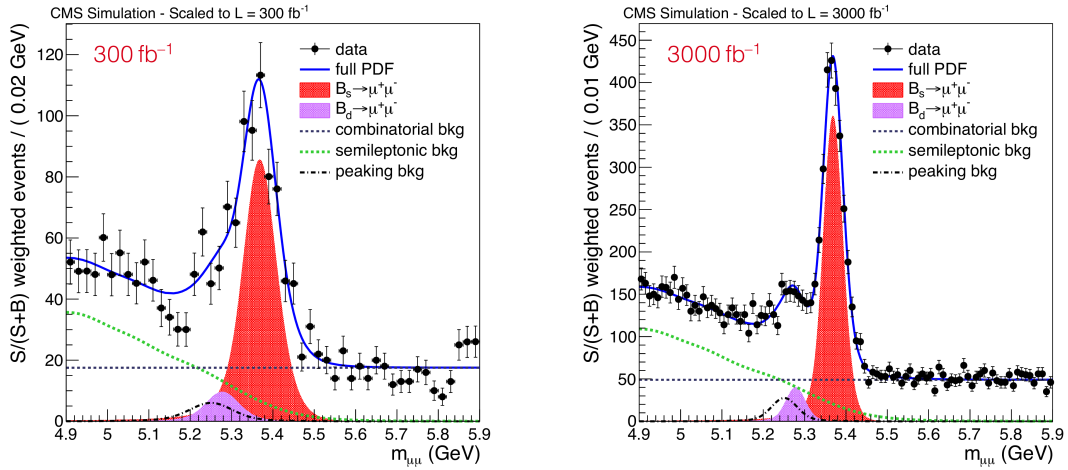 CMS Simulation - Scaled to L = 300 fb⁻¹
S/(S+B) weighted events / ( 0.02 GeV)
120
100
80
60
40
20
0
300 fb⁻¹
data
full PDF
Bₛ→μ⁺μ⁻
B_d→μ⁺μ⁻
combinatorial bkg
semileptonic bkg
peaking bkg
4.9 5 5.1 5.2 5.3 5.4 5.5 5.6 5.7 5.8 5.9
m_μμ (GeV)
CMS Simulation - Scaled to L = 3000 fb⁻¹
S/(S+B) weighted events / ( 0.01 GeV)
450
400
350
300
250
200
150
100
50
0
3000 fb⁻¹
data
full PDF
Bₛ→μ⁺μ⁻
B_d→μ⁺μ⁻
combinatorial bkg
semileptonic bkg
peaking bkg
4.9 5 5.1 5.2 5.3 5.4 5.5 5.6 5.7 5.8 5.9
m_μμ (GeV)